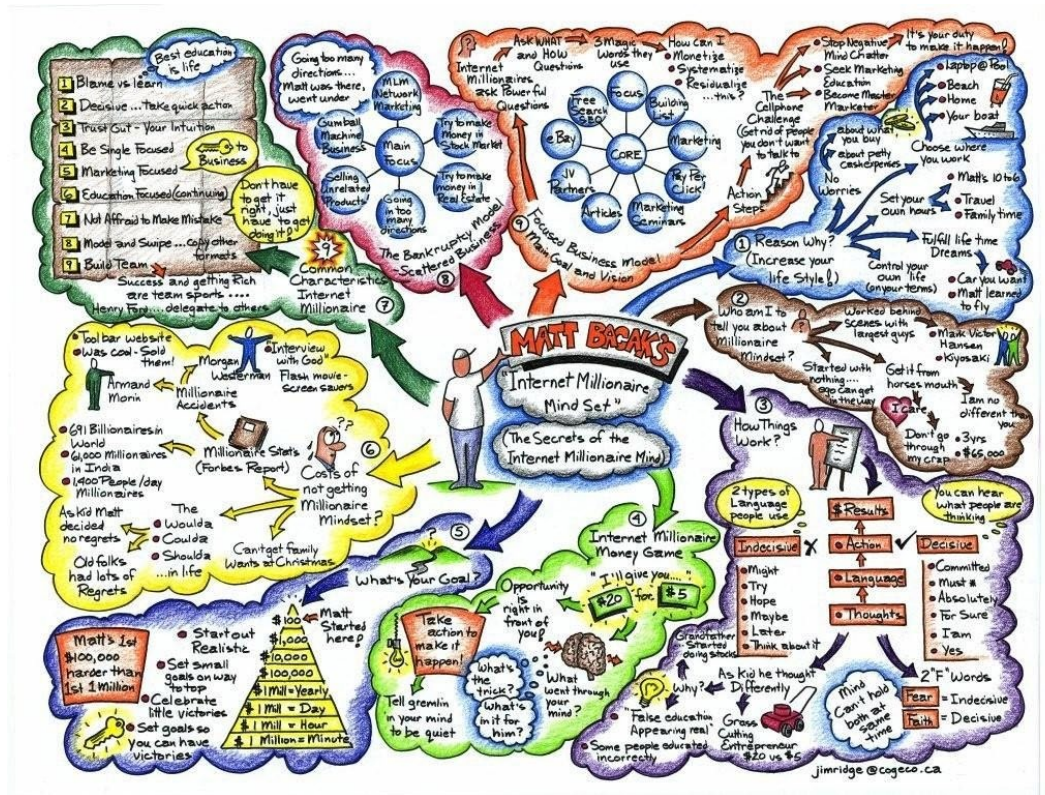 MATT BACAK'S
"Internet Millionaire
Mind Set"
(The Secrets of the
Internet Millionaire Mind)
① Reason Why?
(Increase your
life Style!)
No
Worries
about what
you buy
about petty
cash expenses
Choose where
you work
Laptop @ Pool
Beach
Home
Your boat
Set your
own hours
Matt's 10 to 6
Travel
Family time
Fulfill life time
Dreams
Car you want
Matt learned
to fly
Control your
own life
(on your terms)
②
Who am I to
tell you about
Millionaire
Mindset?
Worked behind
scenes with
largest guys
Mark Victor
Hansen
Kiyosaki
Started with
nothing....
ego can get
in the way
Get it from
horses mouth
I am no
different than
you
I care
Don't go
through
my crap
3yrs
$65,000
③
How Things
Work?
2 types of
Language
people use
You can hear
what people are
thinking
$ Results
Action
Language
Thoughts
Indecisive X
Might
Try
Hope
Maybe
Later
Think about it
Decisive
Committed
Must *
Absolutely
For Sure
I am
Yes
2 "F" Words
Fear = Indecisive
Faith = Decisive
Mind
Can't hold
both at
same
time
As Kid he thought
Differently
Grandfather
Started
doing stocks
Why?
"False education
Appearing real"
Some people educated
incorrectly
Grass
Cutting
Entrepreneur
$20 vs $5
④
Internet Millionaire
Money Game
"I'll give you...."
$20 for $5
Opportunity
is
right in
front of
you!
Take
action to
make it
happen!
Tell gremlin
in your mind
to be quiet
What's
the
trick?
What's
in it for
him?
What
went through
your mind?
⑤
What's Your Goal?
Matt
Started
here!
$100
$1,000
$10,000
$100,000
$1 Mill = Yearly
$1 Mill = Day
$1 Mill = Hour
$1 Million = Minute
Start out
Realistic
Set small
goals on way
to top
Celebrate
little victories
Set goals so
you can have
victories
Matt's 1st
$100,000
harder than
1st 1 Million
⑥
??
Costs of
not getting
Millionaire
Mindset?
Millionaire Stats
(Forbes Report)
Millionaire
Accidents
Armand
Morin
Tool bar website
Was cool - Sold
them!
Morgan
Westerman
"Interview
with God"
Flash movie -
screen savers
691 Billionaires in
World
61,000 Millionaires
in India
1,400 People/day
Millionaires
The
Woulda
Coulda
Shoulda
...in life
As kid Matt
decided
no regrets
Old folks
had lots of
Regrets
Can't get family
Wants at Christmas
⑦
9
Common
Characteristics
Internet
Millionaire
Best education
is life
1 Blame vs learn
2 Decisive ...Take quick action
3 Trust Gut - Your Intuition
4 Be Single Focused
5 Marketing Focused
6 Education Focused (continuing)
7 Not Affraid to Make Mistake
8 Model and Swipe ...copy other
formats
9 Build Team
to
Business
Don't have
to get it
right, just
have to get
doing it!
Success and getting Rich
are team sports ....
Henry Ford....delegate to others
⑧
The Bankruptcy Model
-Scattered Business
Going too many
directions...
Matt was there,
went under
Main
Focus
MLM
Network
Marketing
Try to make
Money in
Stock Market
Try to make
money in
Real Estate
Going
in too
many
directions
Selling
Unrelated
Products
Gumball
Machine
Business
⑨
Focused Business Model
Main Goal and Vision
CORE
Focus
Building
List
Marketing
Pay Per
Click
Marketing
Seminars
Articles
JV
Partners
eBay
Free
Search
SEO
Internet
Millionaires
ask Powerful
Questions
Ask WHAT
and HOW
Questions
3 Magic
Words they
use
How can I
Monetize
Systematize
Residualize
...this?
Action
Steps
The
Cellphone
Challenge
(Get rid of people
you don't want
to talk to
Stop Negative
Mind Chatter
Seek Marketing
Education
Become Master
Marketer
It's your duty
to make it happen!
jimridge@cogeco.ca